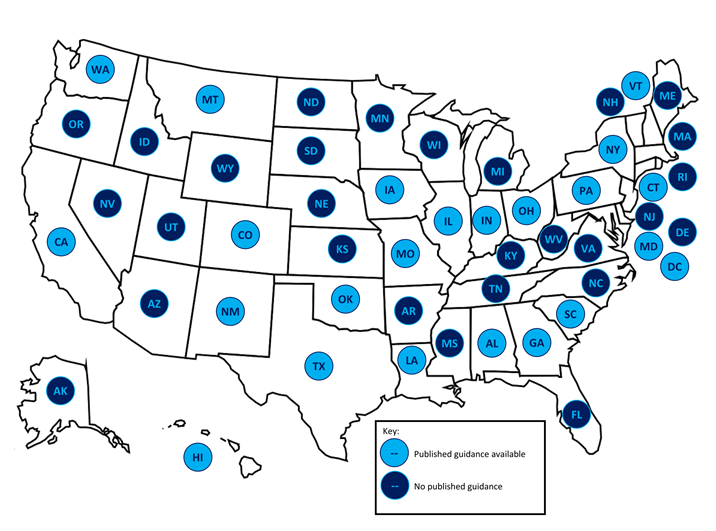 WA
MT
ND
MN
VT
NH
ME
OR
ID
SD
WI
MI
NY
MA
WY
IA
PA
CT
RI
NV
NE
UT
CO
IL
IN
OH
NJ
CA
KS
MO
WV
VA
MD
DE
KY
DC
AZ
NM
OK
AR
TN
NC
SC
TX
LA
MS
AL
GA
AK
FL
HI
Key:
-- Published guidance available
-- No published guidance